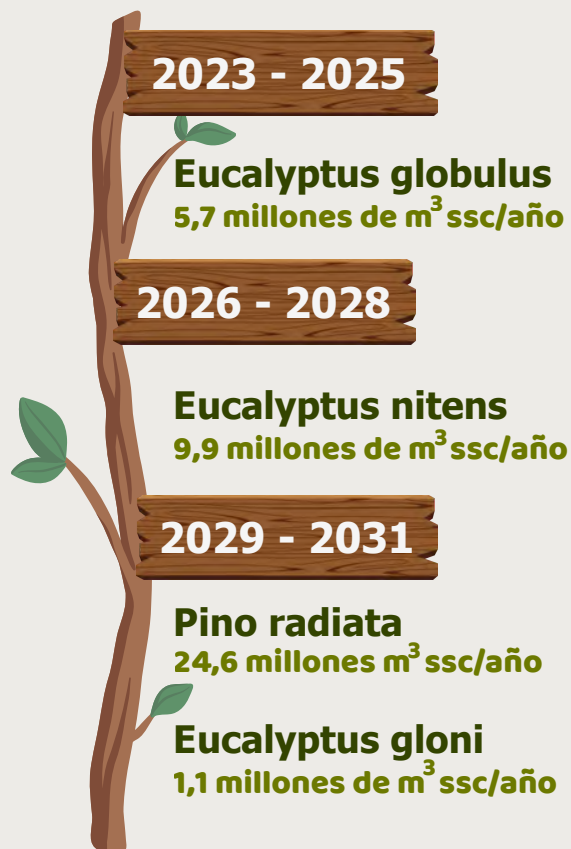 2023 - 2025
Eucalyptus globulus
5,7 millones de m³ ssc/año
2026 - 2028
Eucalyptus nitens
9,9 millones de m³ ssc/año
2029 - 2031
Pino radiata
24,6 millones m³ ssc/año
Eucalyptus gloni
1,1 millones de m³ ssc/año